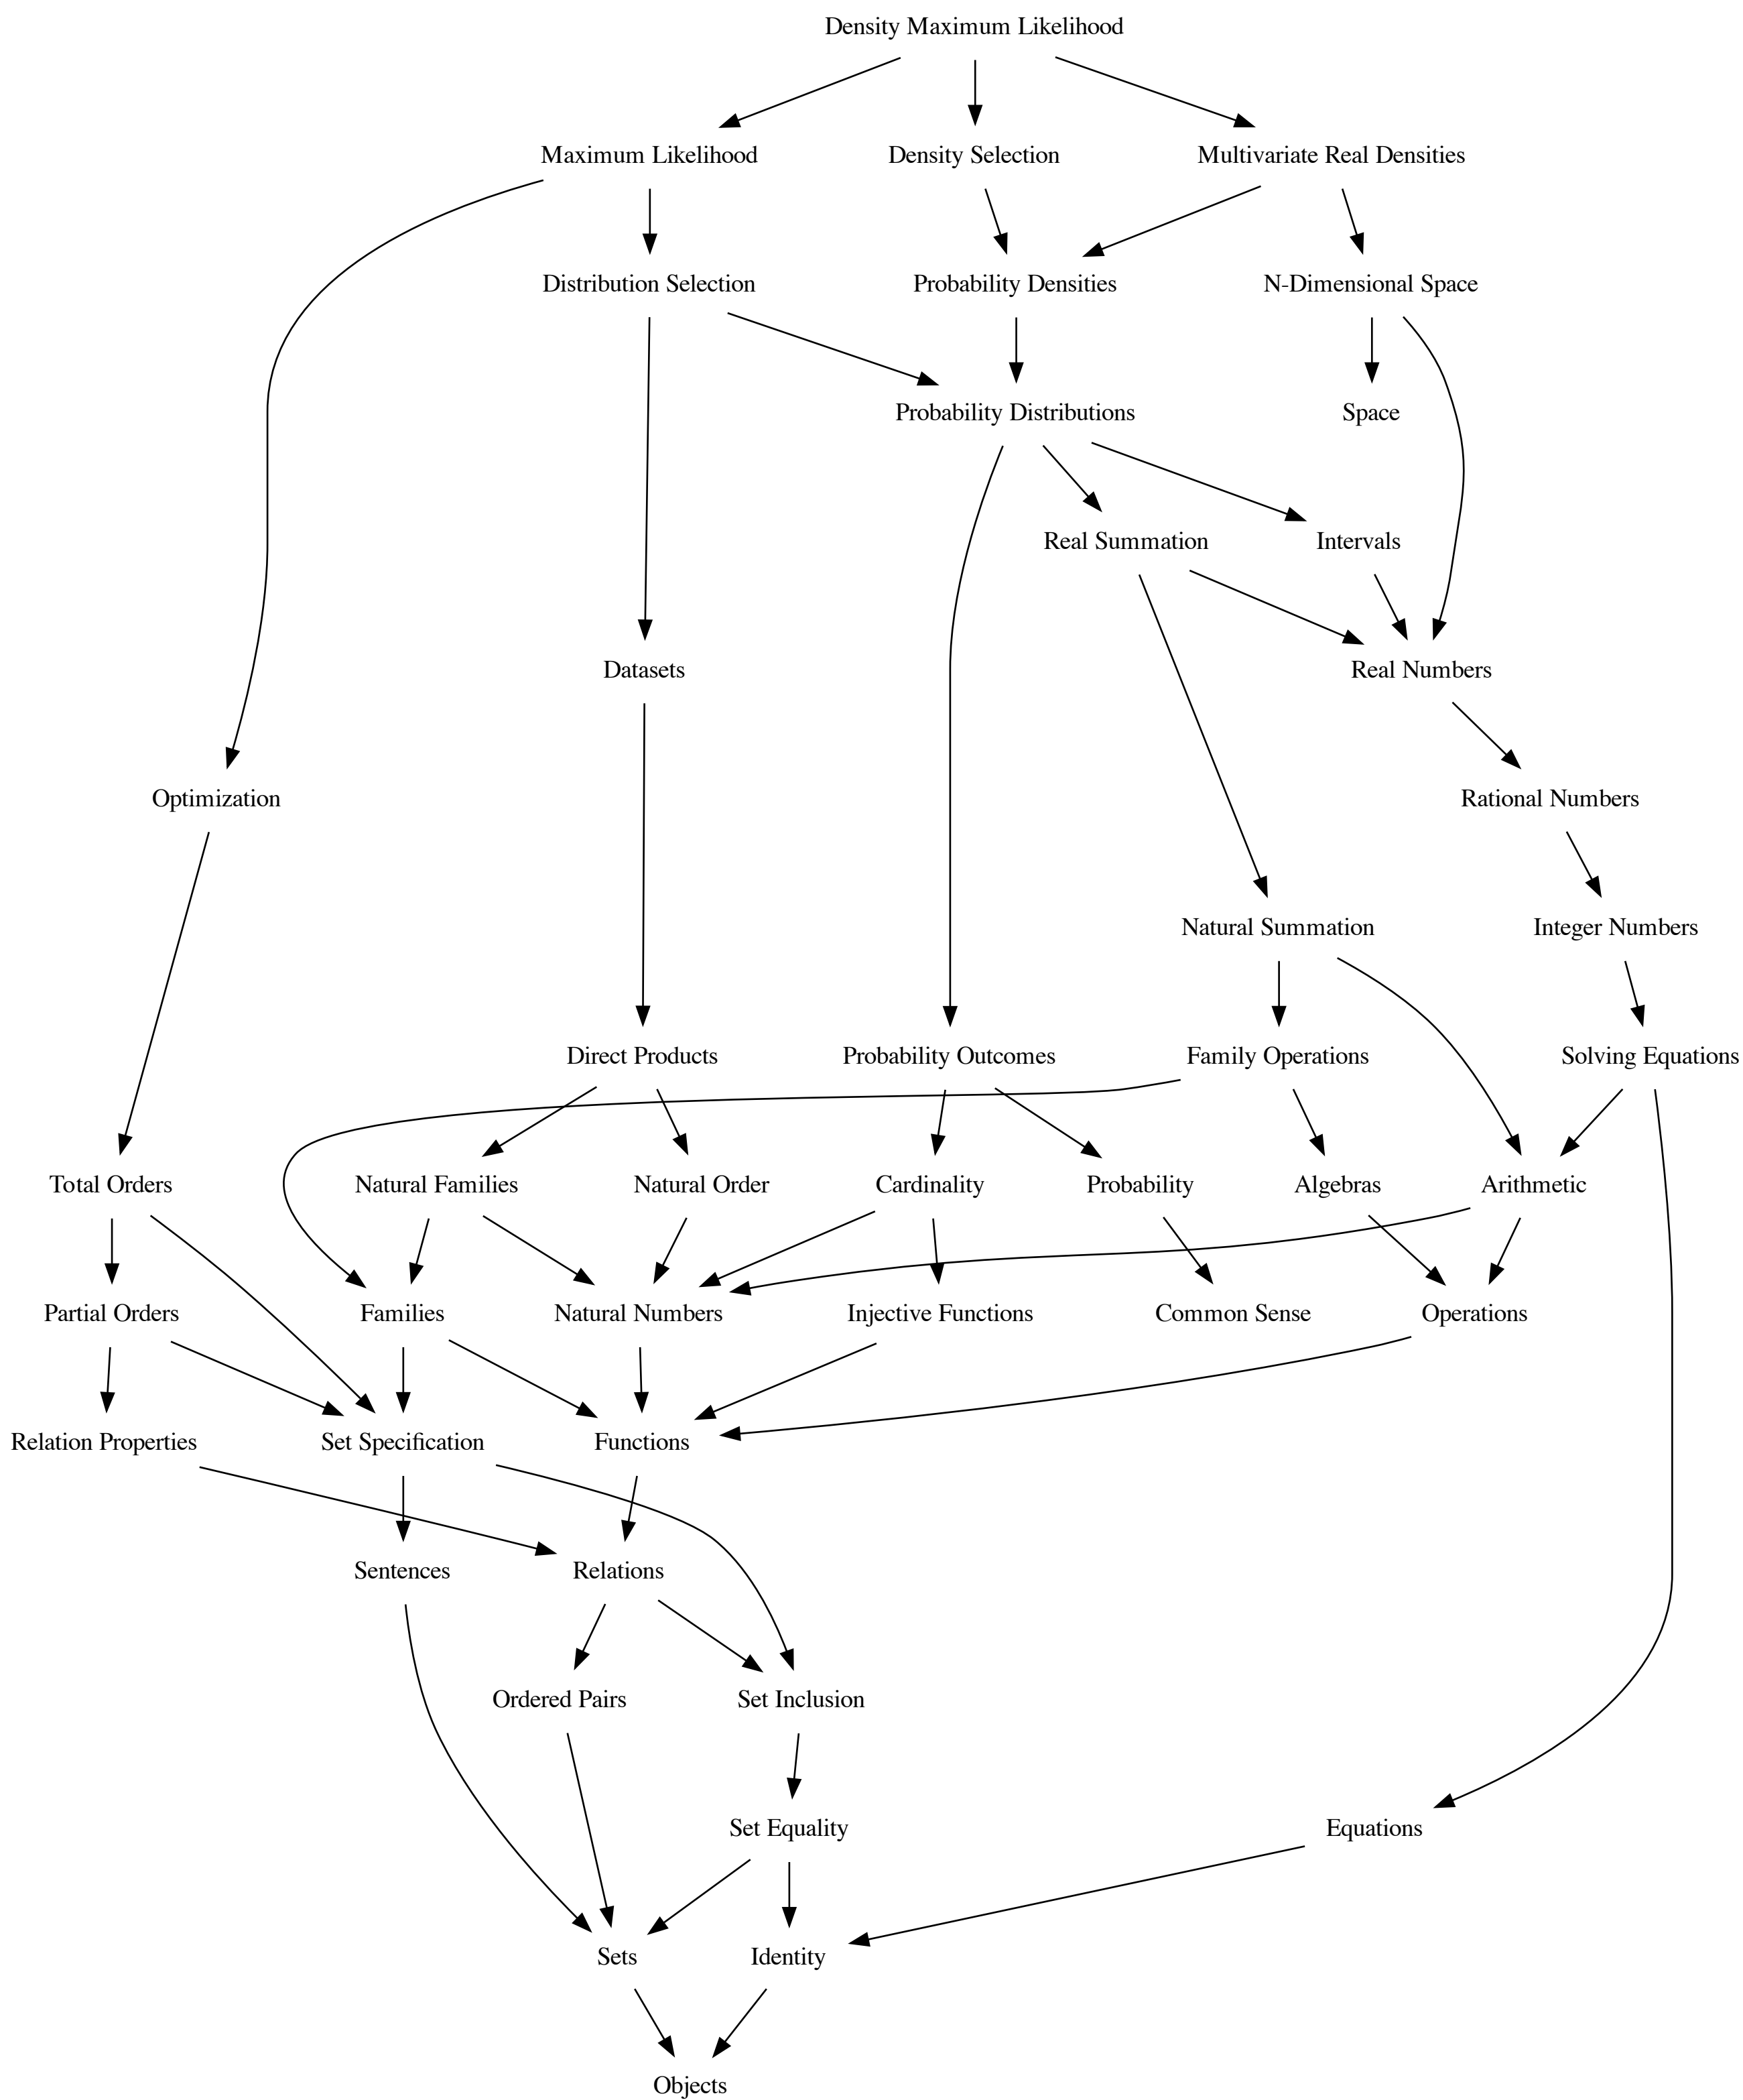 Density Maximum Likelihood
Maximum Likelihood
Density Selection
Multivariate Real Densities
Distribution Selection
Probability Densities
N-Dimensional Space
Probability Distributions
Space
Real Summation
Intervals
Datasets
Real Numbers
Optimization
Rational Numbers
Natural Summation
Integer Numbers
Direct Products
Probability Outcomes
Family Operations
Solving Equations
Total Orders
Natural Families
Natural Order
Cardinality
Probability
Algebras
Arithmetic
Partial Orders
Families
Natural Numbers
Injective Functions
Common Sense
Operations
Relation Properties
Set Specification
Functions
Sentences
Relations
Ordered Pairs
Set Inclusion
Set Equality
Equations
Sets
Identity
Objects